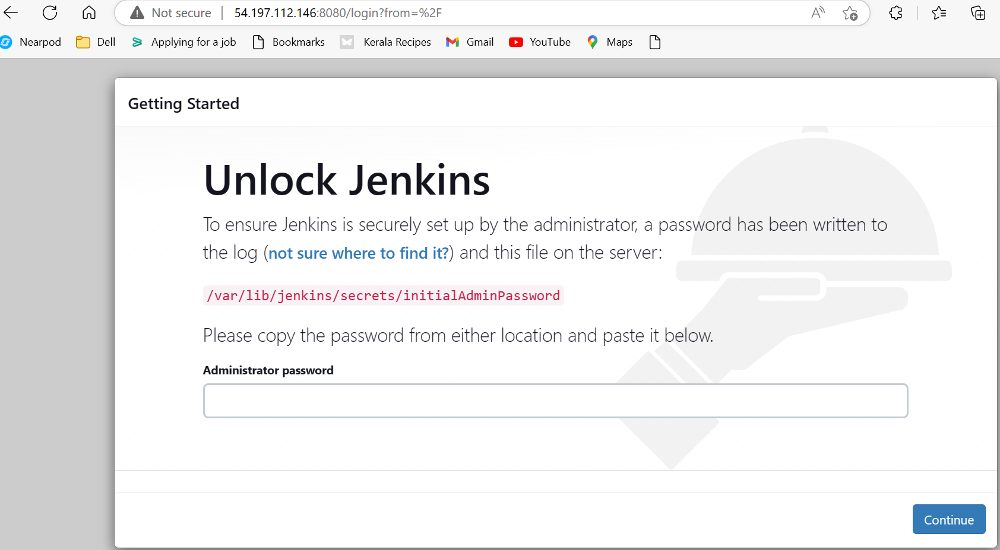 Not secure 54.197.112.146:8080/login?from=%2F
Nearpod Dell Applying for a job Bookmarks Kerala Recipes Gmail YouTube Maps
Getting Started
Unlock Jenkins
To ensure Jenkins is securely set up by the administrator, a password has been written to
the log (not sure where to find it?) and this file on the server:
/var/lib/jenkins/secrets/initialAdminPassword
Please copy the password from either location and paste it below.
Administrator password
Continue